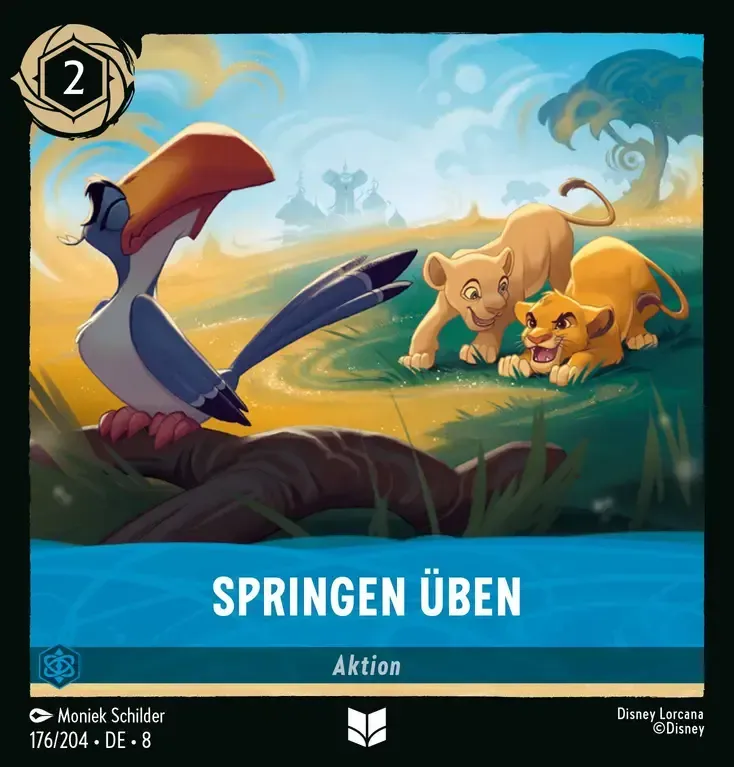 2
SPRINGEN ÜBEN
Aktion
Moniek Schilder
176/204 • DE • 8
Disney Lorcana
©Disney